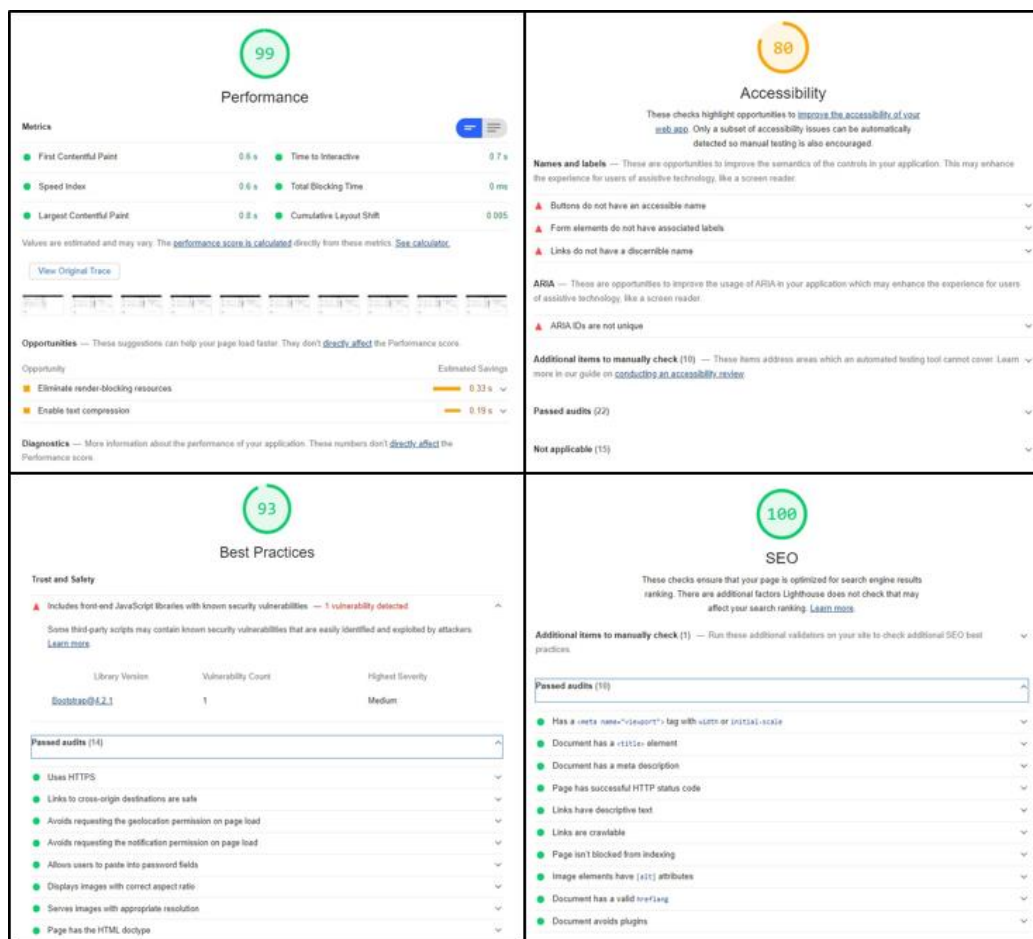 99
Performance
Metrics
First Contentful Paint 0.6 s
Time to Interactive 0.7 s
Speed Index 0.6 s
Total Blocking Time 0 ms
Largest Contentful Paint 0.8 s
Cumulative Layout Shift 0.005
Values are estimated and may vary. The performance score is calculated directly from these metrics. See calculator.
View Original Trace
Opportunities — These suggestions can help your page load faster. They don't directly affect the Performance score.
Opportunity Estimated Savings
Eliminate render-blocking resources 0.33 s
Enable text compression 0.19 s
Diagnostics — More information about the performance of your application. These numbers don't directly affect the
Performance score.
80
Accessibility
These checks highlight opportunities to improve the accessibility of your
web app. Only a subset of accessibility issues can be automatically
detected so manual testing is also encouraged.
Names and labels — These are opportunities to improve the semantics of the controls in your application. This may enhance
the experience for users of assistive technology, like a screen reader.
Buttons do not have an accessible name
Form elements do not have associated labels
Links do not have a discernible name
ARIA — These are opportunities to improve the usage of ARIA in your application which may enhance the experience for users
of assistive technology, like a screen reader.
ARIA IDs are not unique
Additional items to manually check (10) — These items address areas which an automated testing tool cannot cover. Learn
more in our guide on conducting an accessibility review.
Passed audits (22)
Not applicable (15)
93
Best Practices
Trust and Safety
Includes front-end JavaScript libraries with known security vulnerabilities — 1 vulnerability detected
Some third-party scripts may contain known security vulnerabilities that are easily identified and exploited by attackers.
Learn more.
Library Version Vulnerability Count Highest Severity
Bootstrap@4.2.1 1 Medium
Passed audits (14)
Uses HTTPS
Links to cross-origin destinations are safe
Avoids requesting the geolocation permission on page load
Avoids requesting the notification permission on page load
Allows users to paste into password fields
Displays images with correct aspect ratio
Serves images with appropriate resolution
Page has the HTML doctype
100
SEO
These checks ensure that your page is optimized for search engine results
ranking. There are additional factors Lighthouse does not check that may
affect your search ranking. Learn more.
Additional items to manually check (1) — Run these additional validators on your site to check additional SEO best
practices.
Passed audits (10)
Has a <meta name="viewport"> tag with width or initial-scale
Document has a <title> element
Document has a meta description
Page has successful HTTP status code
Links have descriptive text
Links are crawlable
Page isn't blocked from indexing
Image elements have [alt] attributes
Document has a valid hreflang
Document avoids plugins